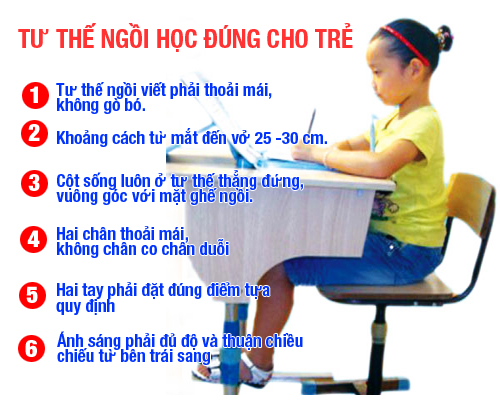 TƯ THẾ NGỒI HỌC ĐÚNG CHO TRẺ
1 Tư thế ngồi viết phải thoải mái,
không gò bó.
2 Khoảng cách từ mắt đến vở 25 -30 cm.
3 Cột sống luôn ở tư thế thẳng đứng,
vuông góc với mặt ghế ngồi.
4 Hai chân thoải mái,
không chân co chân duỗi
5 Hai tay phải đặt đúng điểm tựa
quy định
6 Ánh sáng phải đủ độ và thuận chiều
chiếu từ bên trái sang